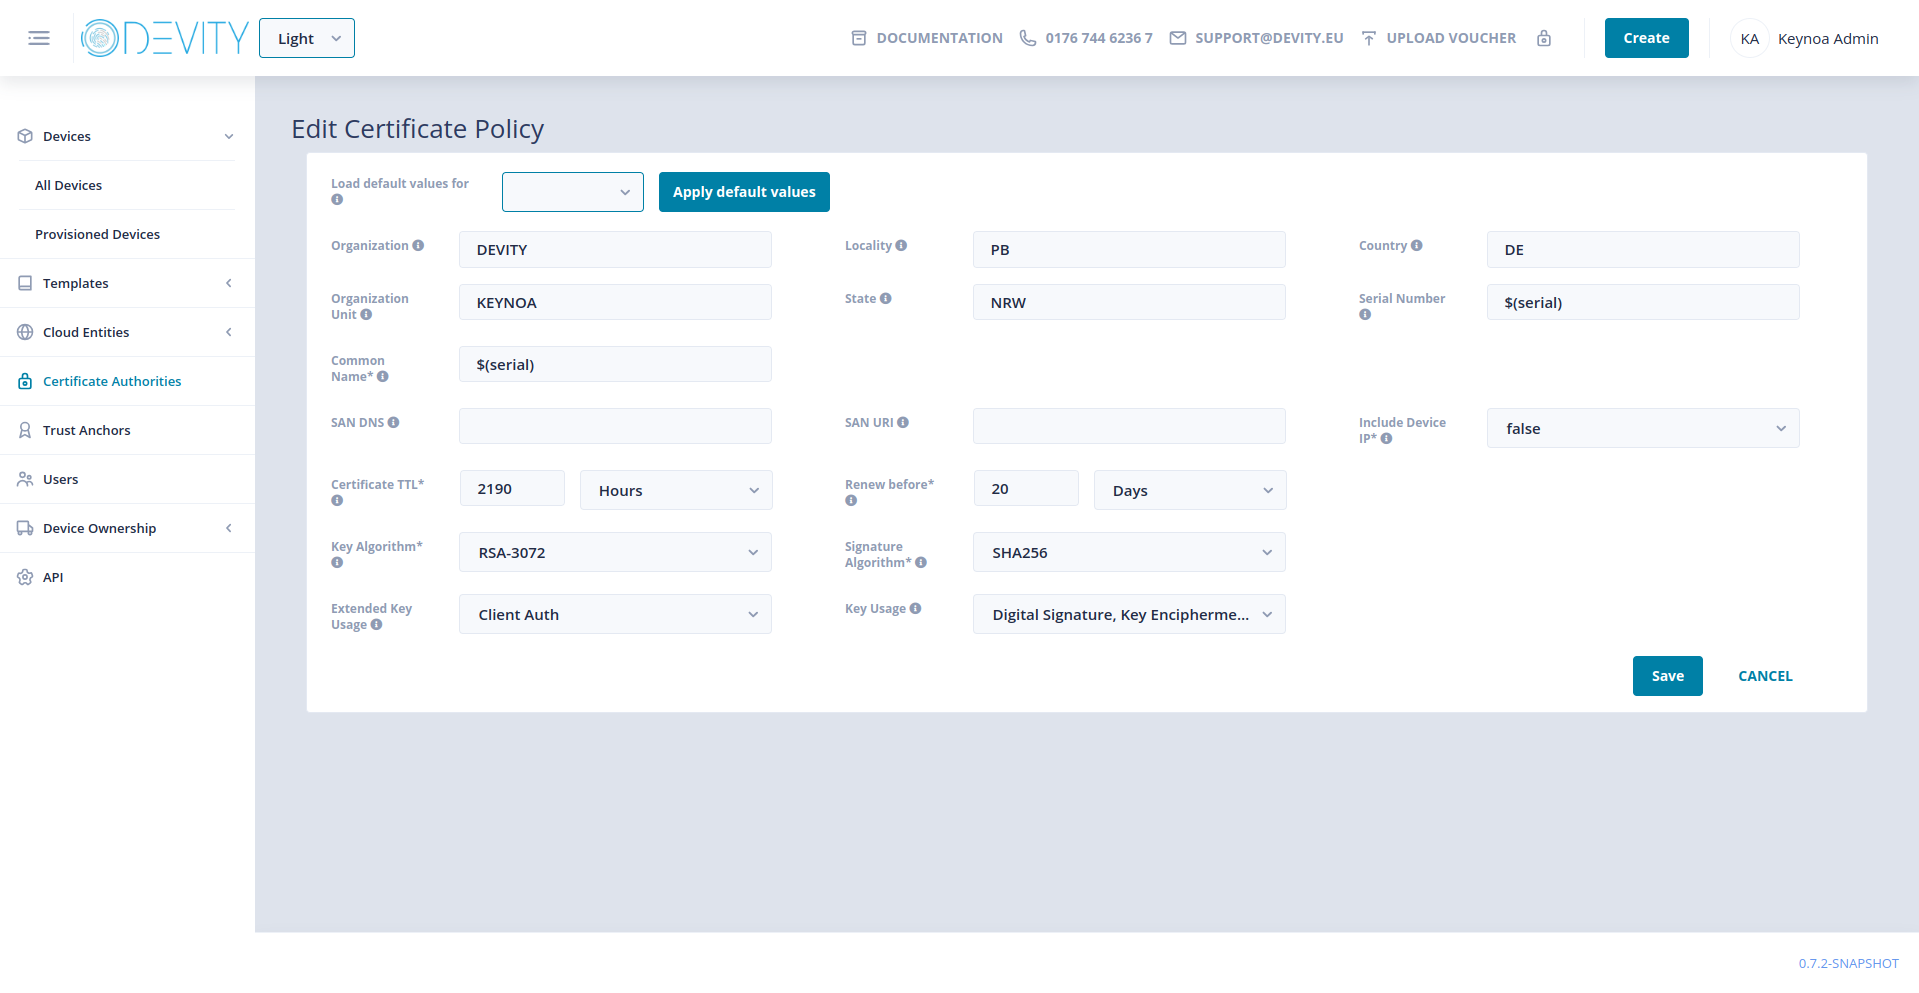 DEVITY
Light
DOCUMENTATION
0176 744 6236 7
SUPPORT@DEVITY.EU
UPLOAD VOUCHER
Create
KA
Keynoa Admin
Devices
All Devices
Provisioned Devices
Templates
Cloud Entities
Certificate Authorities
Trust Anchors
Users
Device Ownership
API
Edit Certificate Policy
Load default values for
Apply default values
Organization
DEVITY
Locality
PB
Country
DE
Organization
Unit
KEYNOA
State
NRW
Serial Number
$(serial)
Common
Name*
$(serial)
SAN DNS
SAN URI
Include Device
IP*
false
Certificate TTL*
2190
Hours
Renew before*
20
Days
Key Algorithm*
RSA-3072
Signature
Algorithm*
SHA256
Extended Key
Usage
Client Auth
Key Usage
Digital Signature, Key Encipherme...
Save
CANCEL
0.7.2-SNAPSHOT